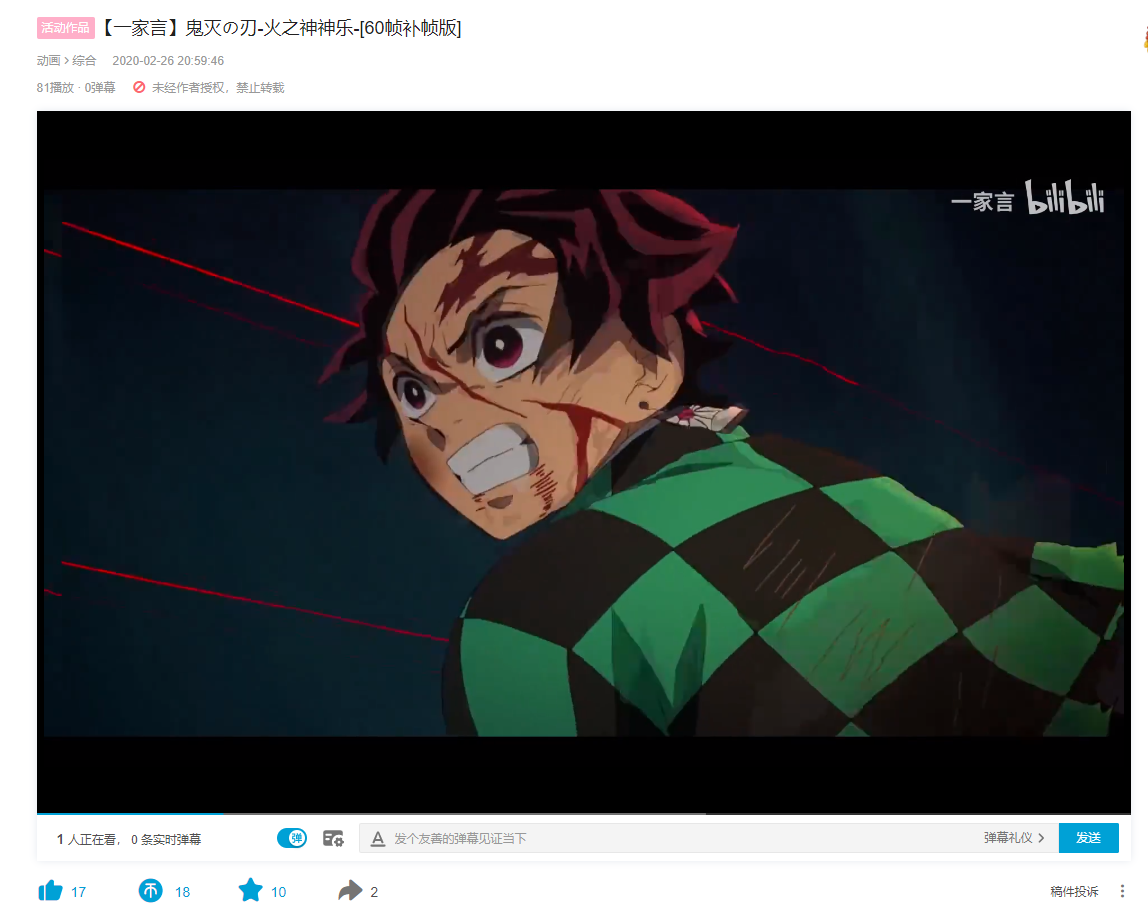 活动作品 【一家言】鬼灭の刃-火之神神乐-[60帧补帧版]
动画 > 综合 2020-02-26 20:59:46
81播放 · 0弹幕 未经作者授权，禁止转载
一家言 bilibili
1 人正在看， 0 条实时弹幕 弹 A 发个友善的弹幕见证当下 弹幕礼仪 > 发送
17 币 18 10 2 稿件投诉